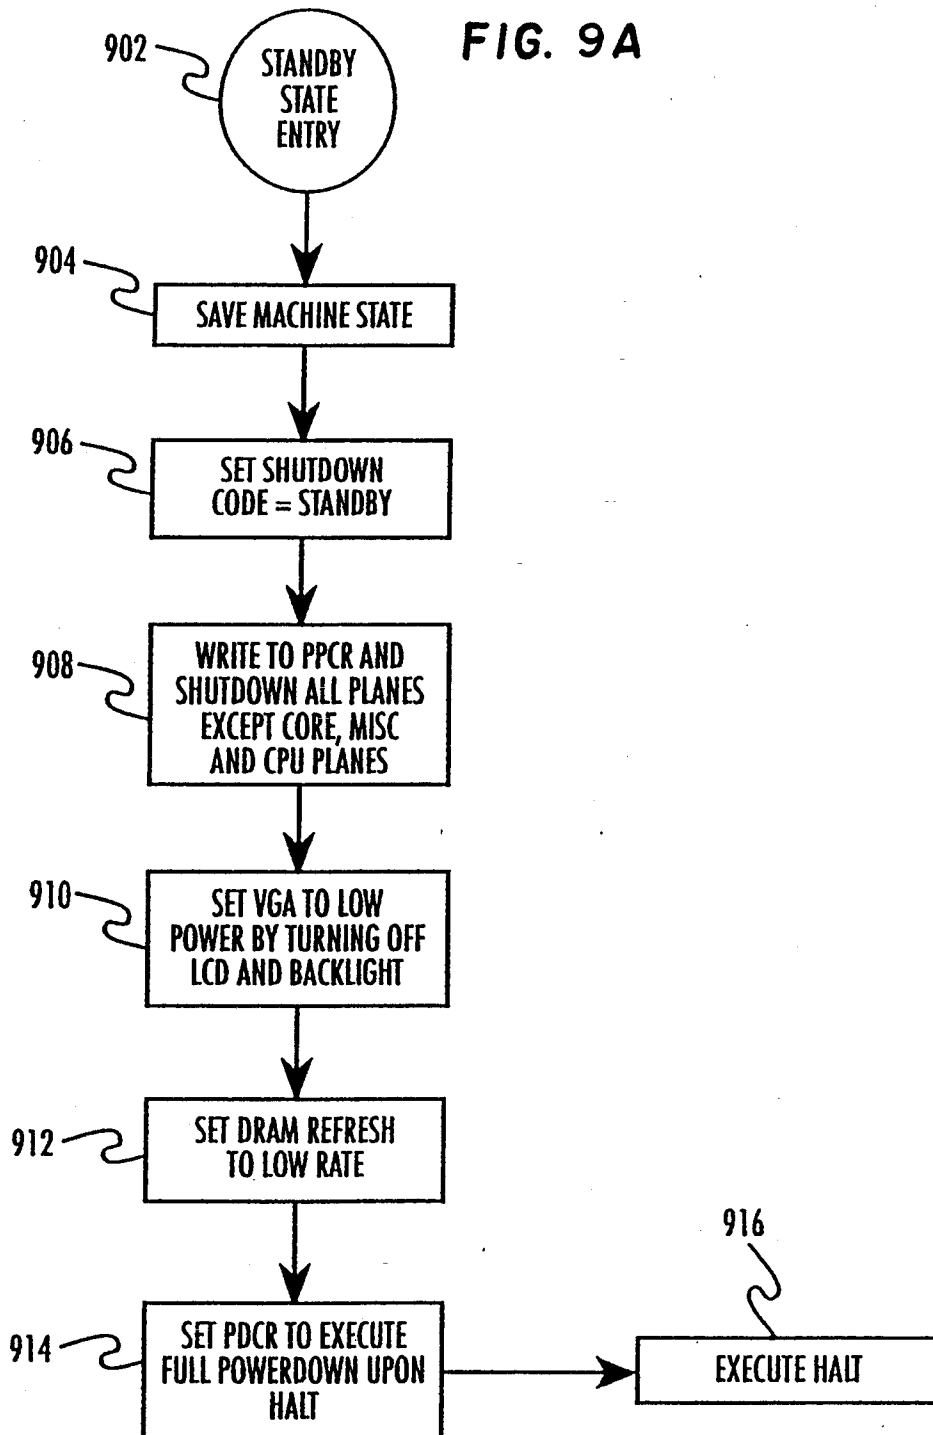 FIG. 9A
902
STANDBY
STATE
ENTRY
904
SAVE MACHINE STATE
906
SET SHUTDOWN
CODE = STANDBY
908
WRITE TO PPCR AND
SHUTDOWN ALL PLANES
EXCEPT CORE, MISC
AND CPU PLANES
910
SET VGA TO LOW
POWER BY TURNING OFF
LCD AND BACKLIGHT
912
SET DRAM REFRESH
TO LOW RATE
914
SET PDCR TO EXECUTE
FULL POWERDOWN UPON
HALT
916
EXECUTE HALT